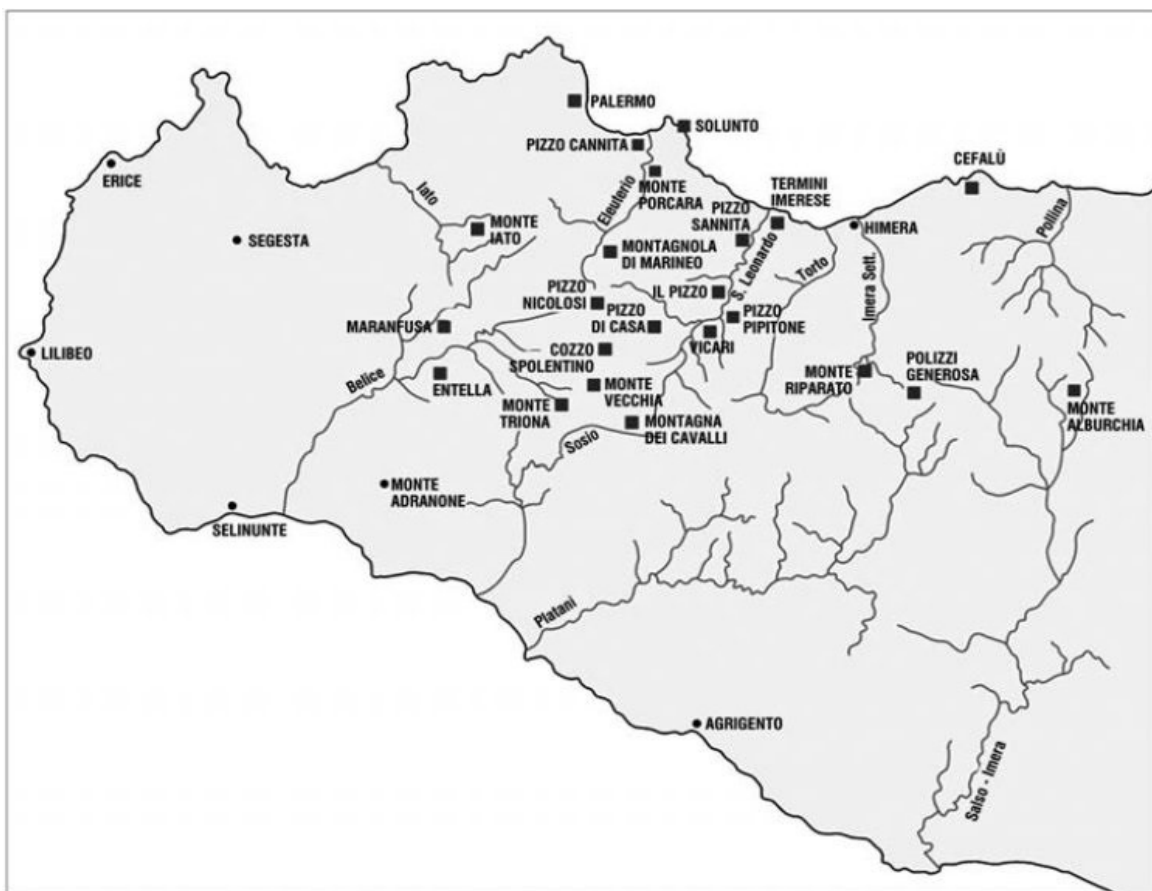 PALERMO
SOLUNTO
PIZZO CANNITA
CEFALÙ
ERICE
Iato
Eleuterio
MONTE
PORCARA
TERMINI
IMERESE
PIZZO
SANNITA
Pollina
MONTE
IATO
HIMERA
SEGESTA
MONTAGNOLA
DI MARINEO
S. Leonardo
Torto
Imera Sett.
PIZZO
NICOLOSI
IL PIZZO
MARANFUSA
PIZZO
DI CASA
PIZZO
PIPITONE
VICARI
LILIBEO
COZZO
SPOLENTINO
Belice
ENTELLA
MONTE
VECCHIA
MONTE
RIPARATO
POLIZZI
GENEROSA
MONTE
TRIONA
MONTE
ALBURCHIA
Sosio
MONTAGNA
DEI CAVALLI
MONTE
ADRANONE
SELINUNTE
Platani
AGRIGENTO
Salso - Imera